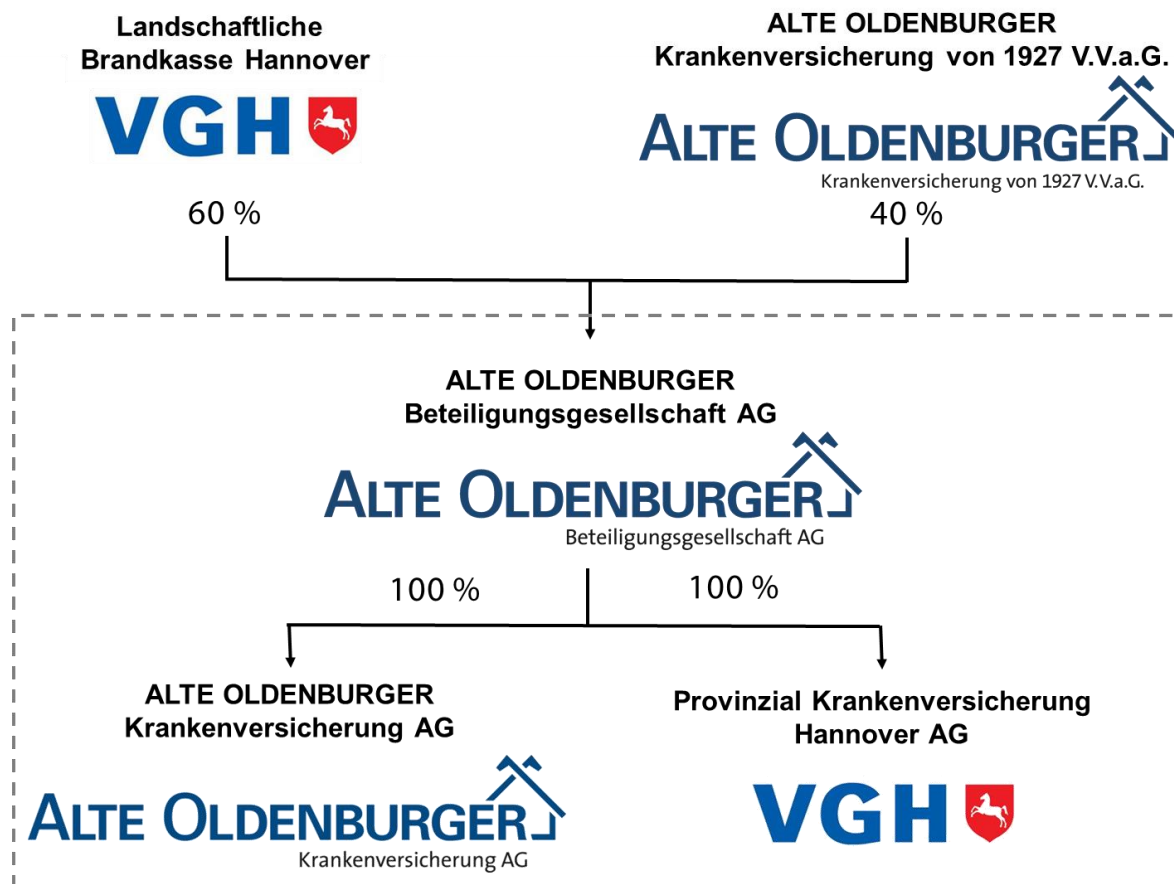 Landschaftliche
Brandkasse Hannover
VGH
60 %
ALTE OLDENBURGER
Krankenversicherung von 1927 V.V.a.G.
ALTE OLDENBURGER
Krankenversicherung von 1927 V.V.a.G.
40 %
ALTE OLDENBURGER
Beteiligungsgesellschaft AG
ALTE OLDENBURGER
Beteiligungsgesellschaft AG
100 %
100 %
ALTE OLDENBURGER
Krankenversicherung AG
ALTE OLDENBURGER
Krankenversicherung AG
Provinzial Krankenversicherung
Hannover AG
VGH